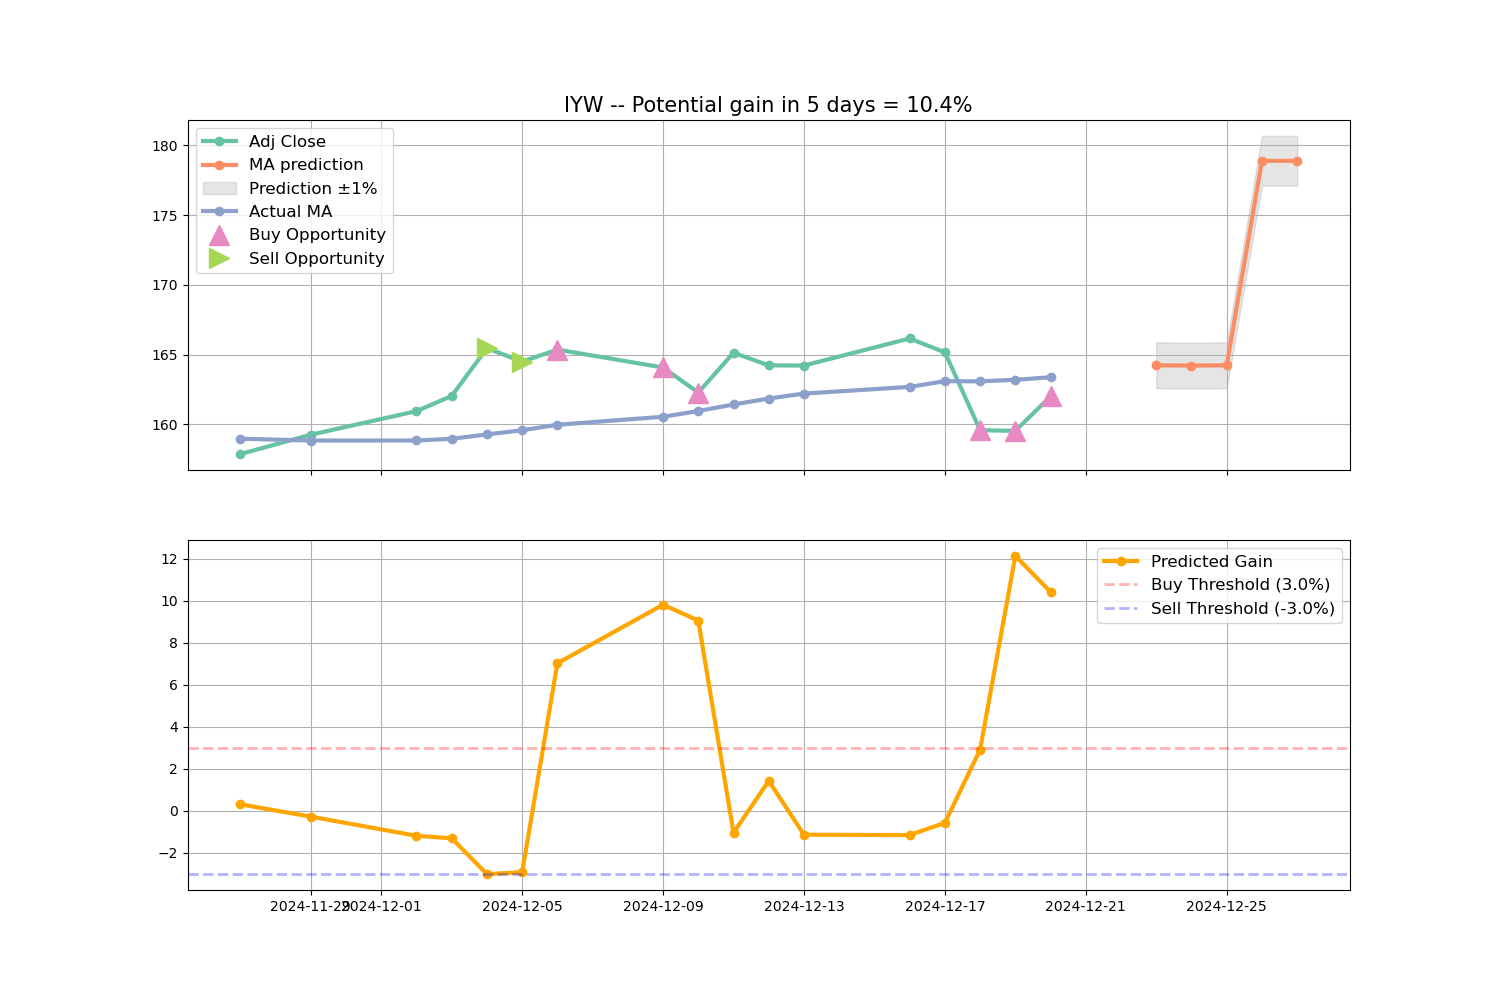 IYW -- Potential gain in 5 days = 10.4%
Adj Close
MA prediction
Prediction ±1%
Actual MA
Buy Opportunity
Sell Opportunity
180
175
170
165
160
Predicted Gain
Buy Threshold (3.0%)
Sell Threshold (-3.0%)
12
10
8
6
4
2
0
−2
2024-11-29 2024-12-01 2024-12-05 2024-12-09 2024-12-13 2024-12-17 2024-12-21 2024-12-25